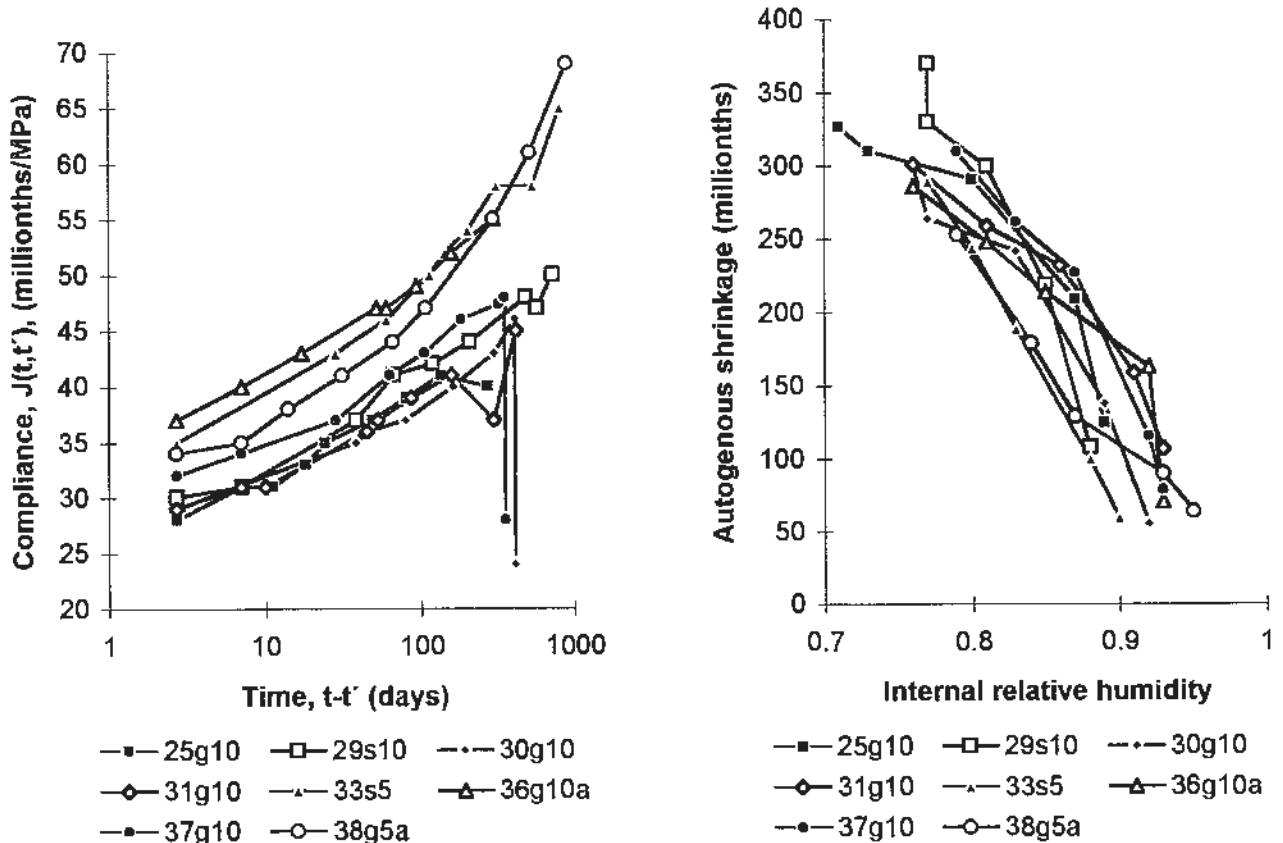 Compliance, J(t,t´), (millionths/MPa)
70
65
60
55
50
45
40
35
30
25
20
1 10 100 1000
Time, t-t´ (days)
25g10 29s10 30g10
31g10 33s5 36g10a
37g10 38g5a
Autogenous shrinkage (millionths)
400
350
300
250
200
150
100
50
0
0.7 0.8 0.9 1
Internal relative humidity
25g10 29s10 30g10
31g10 33s5 36g10a
37g10 38g5a